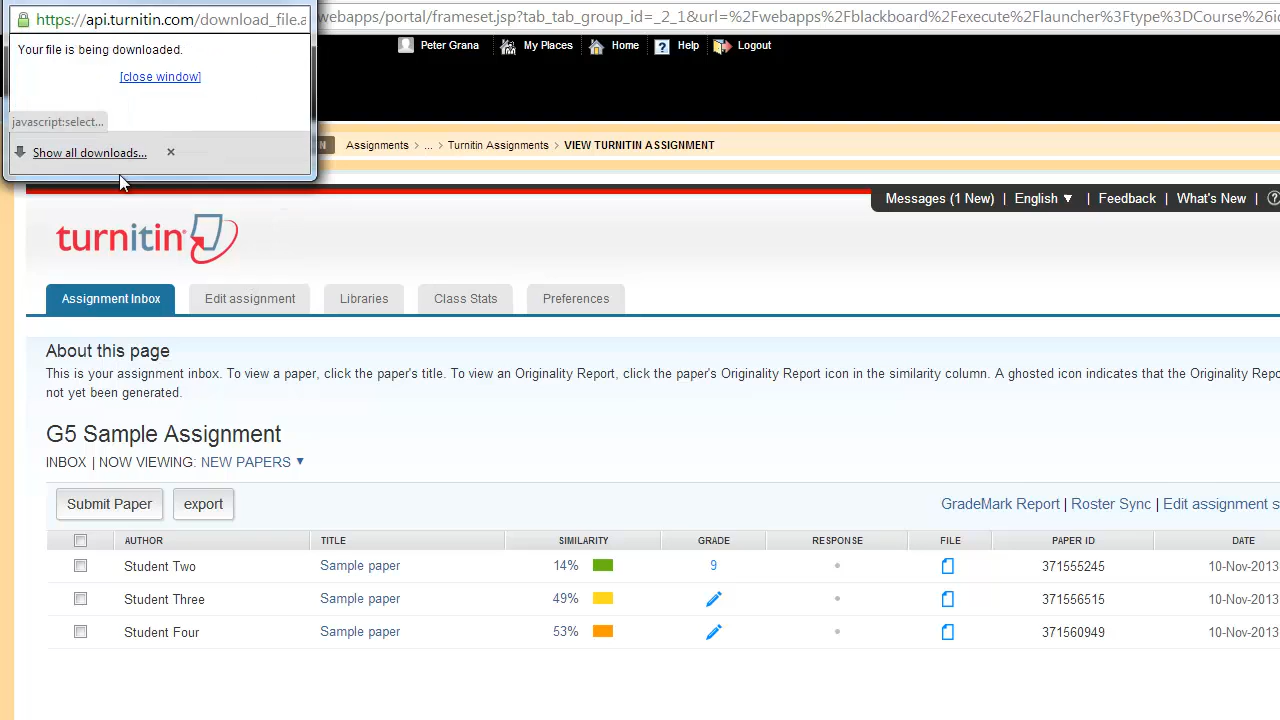 https://api.turnitin.com/download_file.a
webapps/portal/frameset.jsp?tab_tab_group_id=_2_1&url=%2Fwebapps%2Fblackboard%2Fexecute%2Flauncher%3Ftype%3DCourse%26i
Your file is being downloaded.
[close window]
javascript:select...
Show all downloads... ×
Peter Grana My Places Home Help Logout
N Assignments > ... > Turnitin Assignments > VIEW TURNITIN ASSIGNMENT
Messages (1 New) | English ▼ | Feedback | What's New | ?
turnitin
Assignment Inbox Edit assignment Libraries Class Stats Preferences
About this page
This is your assignment inbox. To view a paper, click the paper's title. To view an Originality Report, click the paper's Originality Report icon in the similarity column. A ghosted icon indicates that the Originality Repo
not yet been generated.
G5 Sample Assignment
INBOX | NOW VIEWING: NEW PAPERS ▼
Submit Paper export GradeMark Report | Roster Sync | Edit assignment s
AUTHOR TITLE SIMILARITY GRADE RESPONSE FILE PAPER ID DATE
Student Two Sample paper 14% 9 371555245 10-Nov-2013
Student Three Sample paper 49% 371556515 10-Nov-2013
Student Four Sample paper 53% 371560949 10-Nov-2013